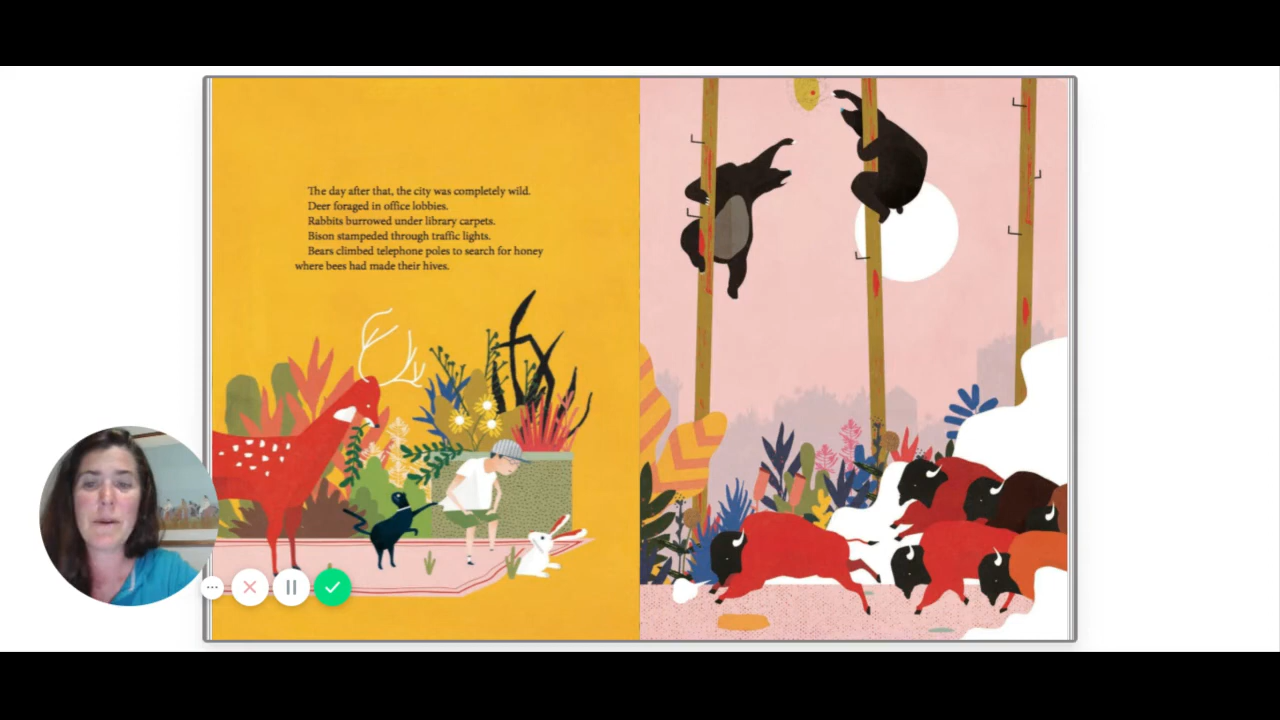 The day after that, the city was completely wild.
Deer foraged in office lobbies.
Rabbits burrowed under library carpets.
Bison stampeded through traffic lights.
Bears climbed telephone poles to search for honey
where bees had made their hives.